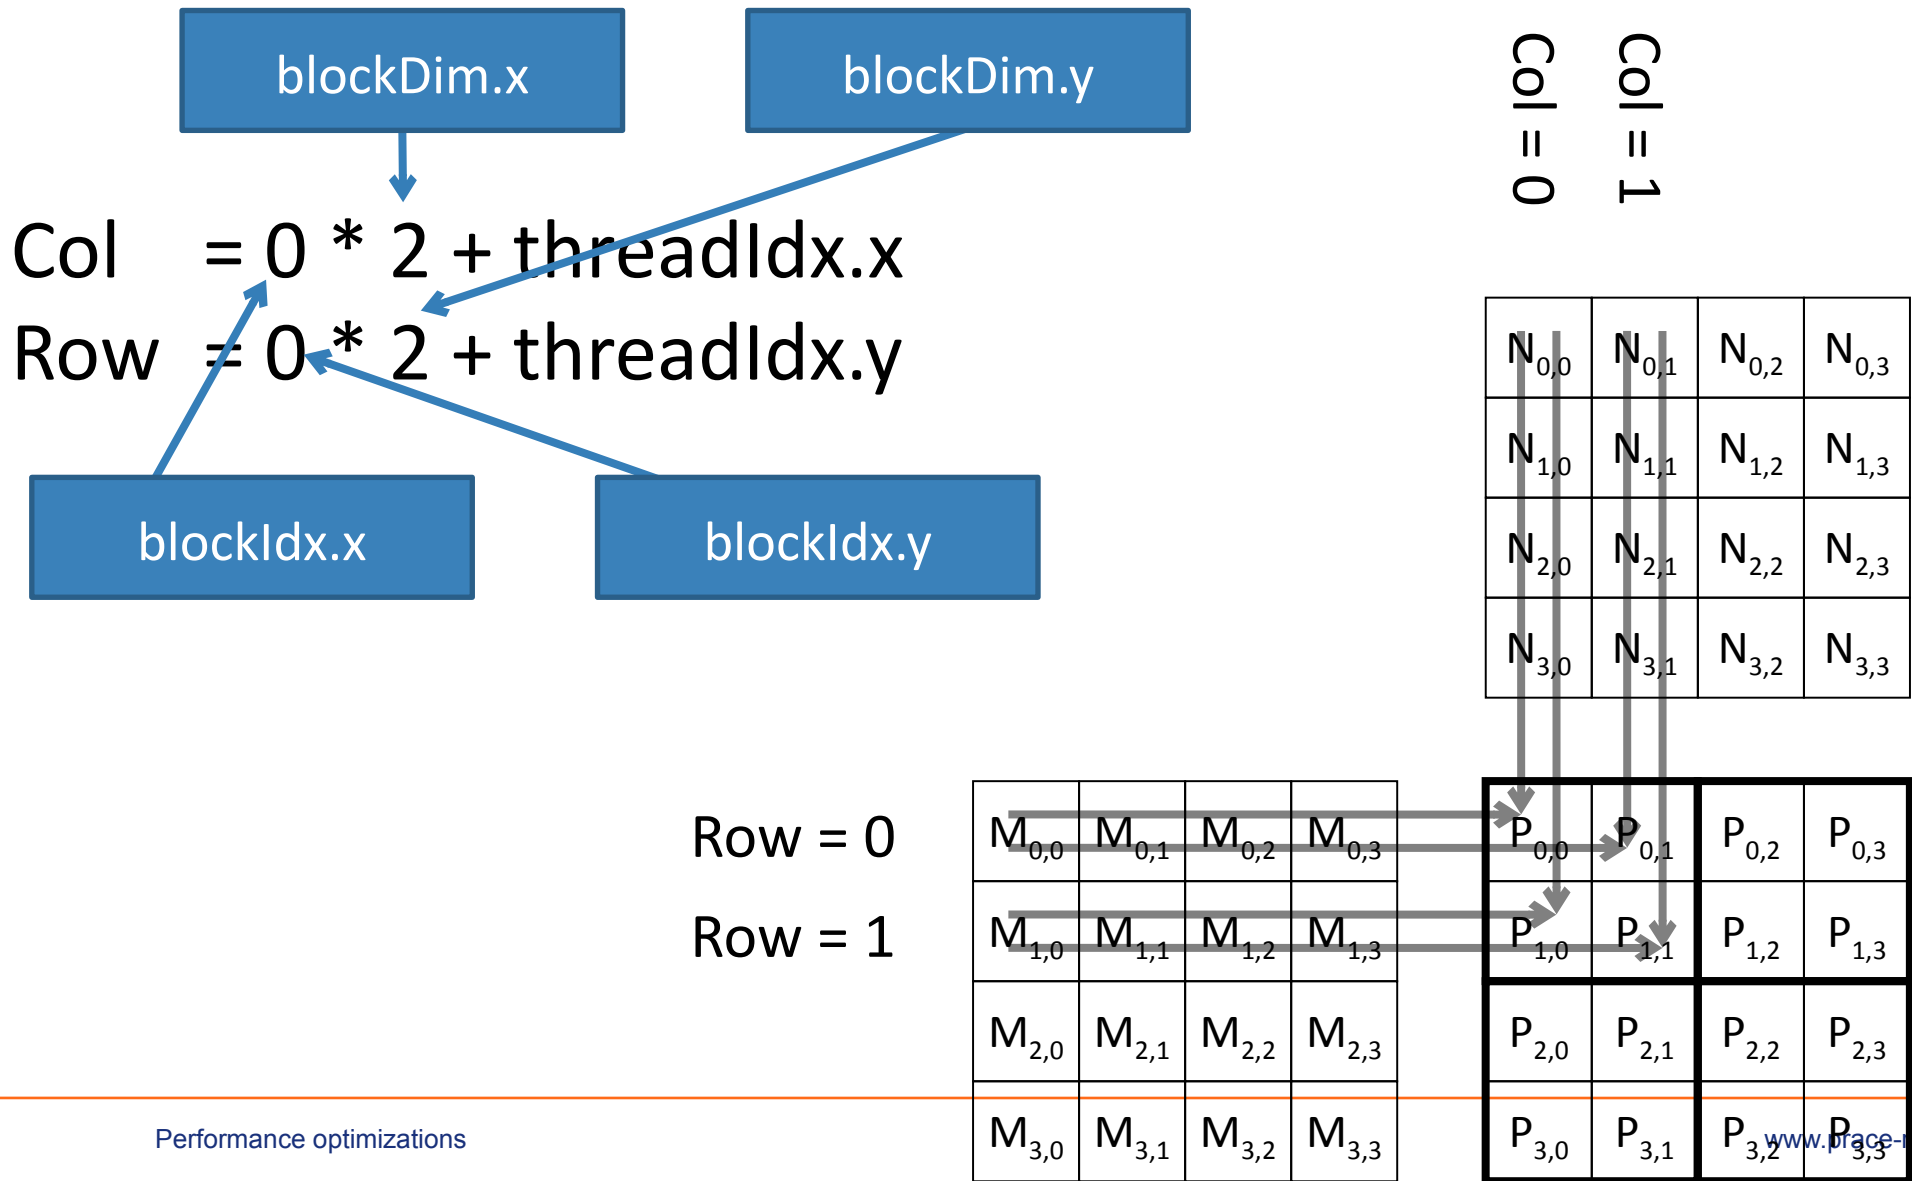 blockDim.x
blockDim.y
Col = 0 * 2 + threadIdx.x
Row = 0 * 2 + threadIdx.y
blockIdx.x
blockIdx.y
Col = 0
Col = 1
N0,0 N0,1 N0,2 N0,3
N1,0 N1,1 N1,2 N1,3
N2,0 N2,1 N2,2 N2,3
N3,0 N3,1 N3,2 N3,3
Row = 0
Row = 1
M0,0 M0,1 M0,2 M0,3
M1,0 M1,1 M1,2 M1,3
M2,0 M2,1 M2,2 M2,3
M3,0 M3,1 M3,2 M3,3
P0,0 P0,1 P0,2 P0,3
P1,0 P1,1 P1,2 P1,3
P2,0 P2,1 P2,2 P2,3
P3,0 P3,1 P3,2 P3,3
Performance optimizations
www.prace-r